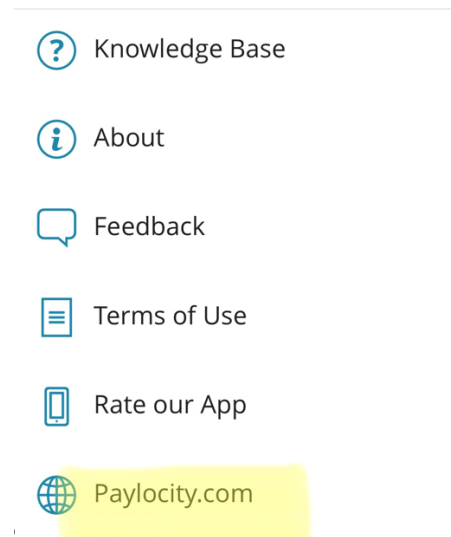 Knowledge Base
About
Feedback
Terms of Use
Rate our App
Paylocity.com